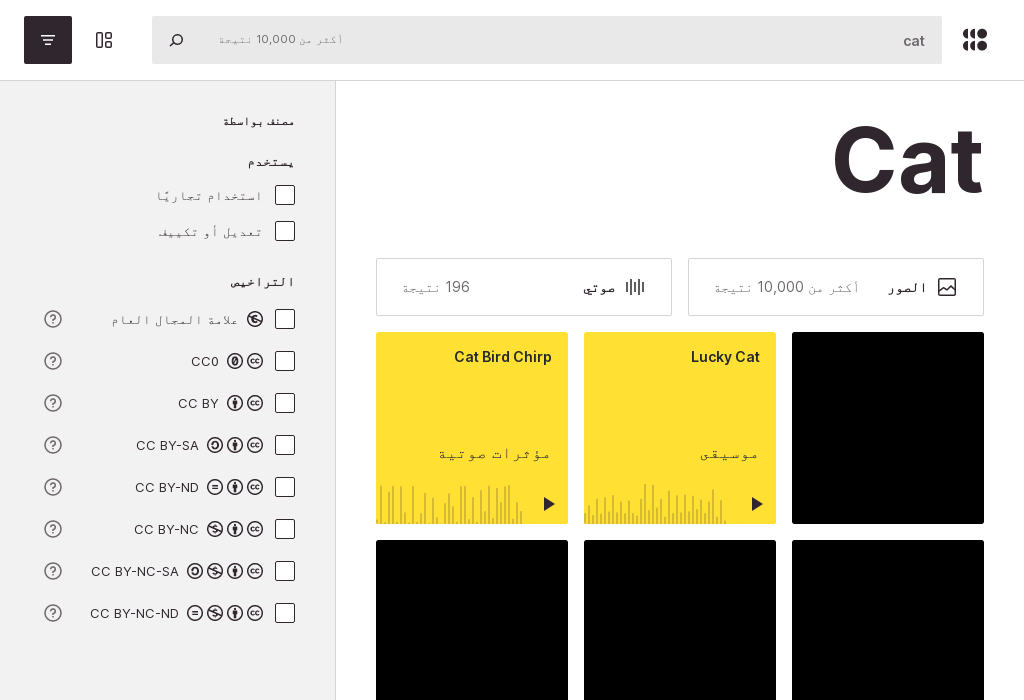 cat
أكثر من 10,000 نتيجة
Cat
الصور
أكثر من 10,000 نتيجة
صوتي
196 نتيجة
Lucky Cat
موسيقى
Cat Bird Chirp
مؤثرات صوتية
مصنف بواسطة
يستخدم
استخدام تجاريًا
تعديل أو تكييف
التراخيص
علامة المجال العام
CC0
CC BY
CC BY-SA
CC BY-ND
CC BY-NC
CC BY-NC-SA
CC BY-NC-ND